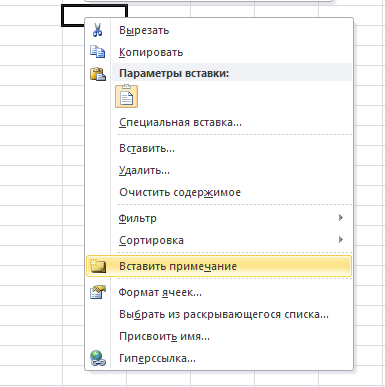 Вырезать
Копировать
Параметры вставки:
Специальная вставка...
Вставить...
Удалить...
Очистить содержимое
Фильтр
Сортировка
Вставить примечание
Формат ячеек...
Выбрать из раскрывающегося списка...
Присвоить имя...
Гиперссылка...